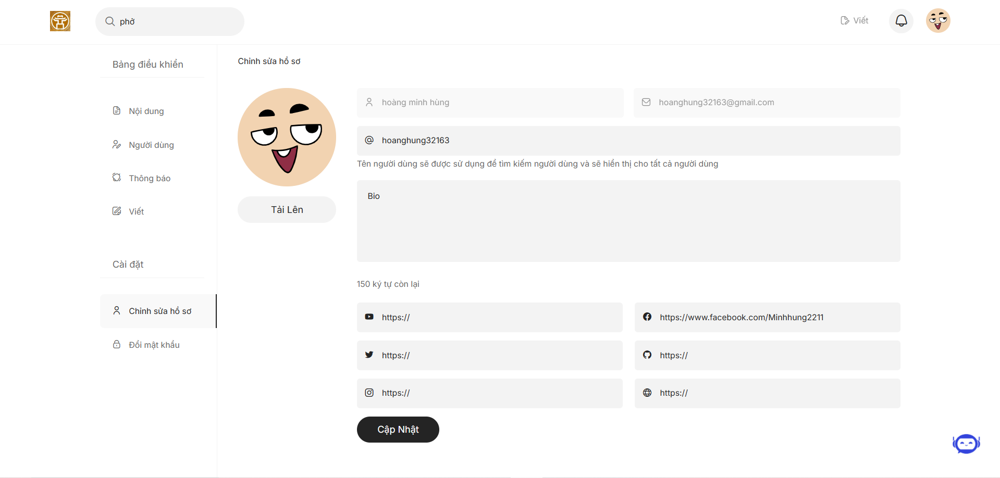 phở
Viết
Bảng điều khiển
Nội dung
Người dùng
Thông báo
Viết
Cài đặt
Chỉnh sửa hồ sơ
Đổi mật khẩu
Chỉnh sửa hồ sơ
Tải Lên
hoàng minh hùng
hoanghung32163@gmail.com
hoanghung32163
Tên người dùng sẽ được sử dụng để tìm kiếm người dùng và sẽ hiển thị cho tất cả người dùng
Bio
150 ký tự còn lại
https://
https://www.facebook.com/Minhhung2211
https://
https://
https://
https://
Cập Nhật